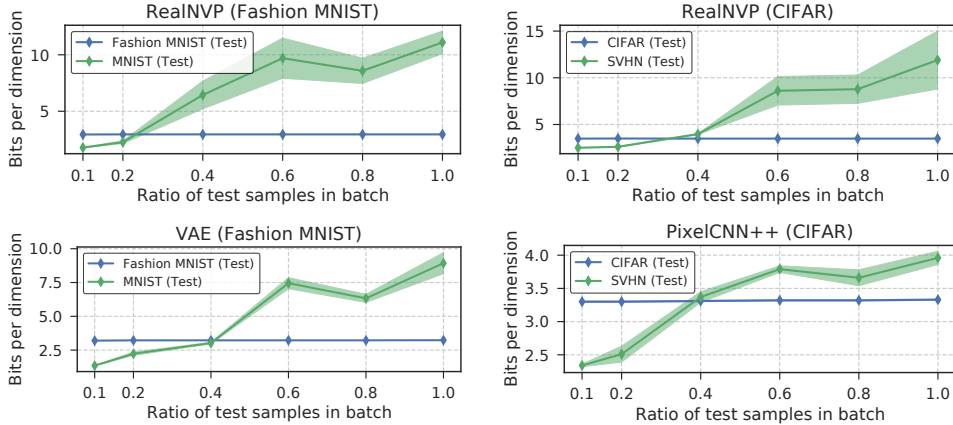 RealNVP (Fashion MNIST)
Bits per dimension
10
5
Fashion MNIST (Test)
MNIST (Test)
0.1 0.2 0.4 0.6 0.8 1.0
Ratio of test samples in batch
RealNVP (CIFAR)
Bits per dimension
15
10
5
CIFAR (Test)
SVHN (Test)
0.1 0.2 0.4 0.6 0.8 1.0
Ratio of test samples in batch
VAE (Fashion MNIST)
Bits per dimension
10.0
7.5
5.0
2.5
Fashion MNIST (Test)
MNIST (Test)
0.1 0.2 0.4 0.6 0.8 1.0
Ratio of test samples in batch
PixelCNN++ (CIFAR)
Bits per dimension
4.0
3.5
3.0
2.5
CIFAR (Test)
SVHN (Test)
0.1 0.2 0.4 0.6 0.8 1.0
Ratio of test samples in batch